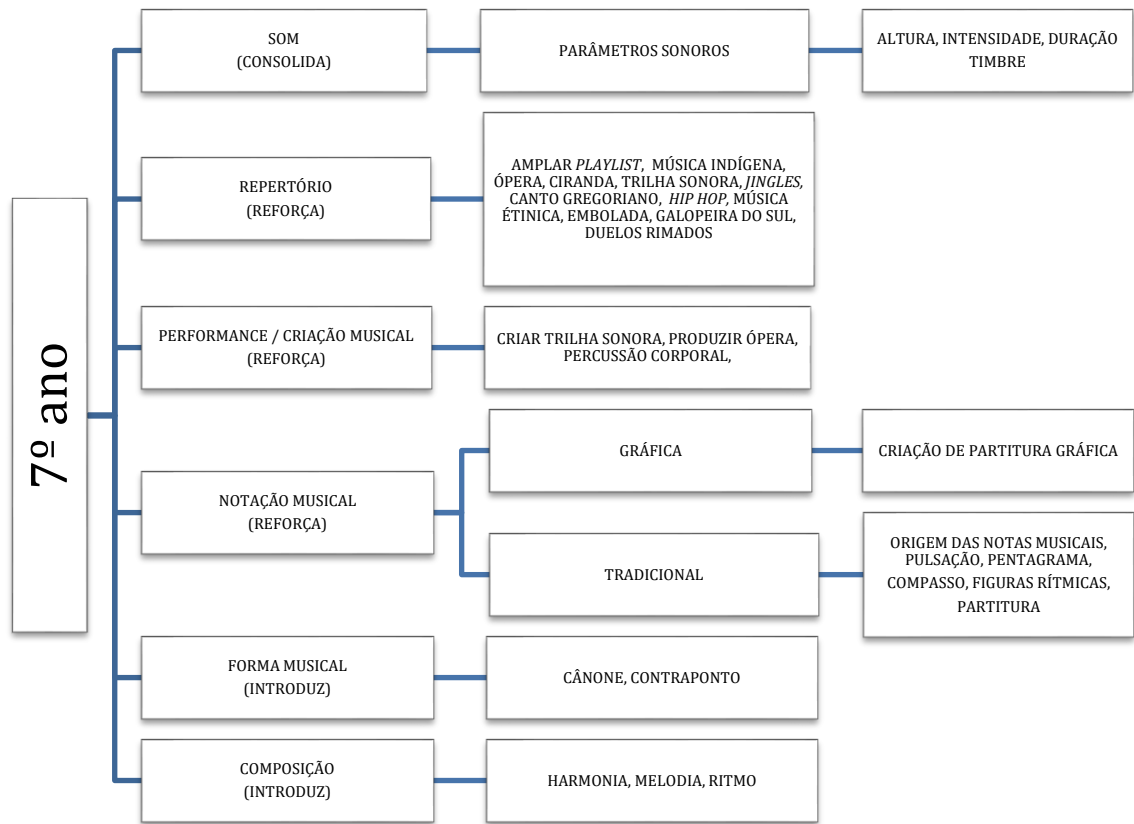 7º ano
SOM
(CONSOLIDA)
PARÂMETROS SONOROS
ALTURA, INTENSIDADE, DURAÇÃO
TIMBRE
REPERTÓRIO
(REFORÇA)
AMPLAR PLAYLIST, MÚSICA INDÍGENA,
ÓPERA, CIRANDA, TRILHA SONORA, JINGLES,
CANTO GREGORIANO, HIP HOP, MÚSICA
ÉTINICA, EMBOLADA, GALOPEIRA DO SUL,
DUELOS RIMADOS
PERFORMANCE / CRIAÇÃO MUSICAL
(REFORÇA)
CRIAR TRILHA SONORA, PRODUZIR ÓPERA,
PERCUSSÃO CORPORAL,
NOTAÇÃO MUSICAL
(REFORÇA)
GRÁFICA
CRIAÇÃO DE PARTITURA GRÁFICA
TRADICIONAL
ORIGEM DAS NOTAS MUSICAIS,
PULSAÇÃO, PENTAGRAMA,
COMPASSO, FIGURAS RÍTMICAS,
PARTITURA
FORMA MUSICAL
(INTRODUZ)
CÂNONE, CONTRAPONTO
COMPOSIÇÃO
(INTRODUZ)
HARMONIA, MELODIA, RITMO